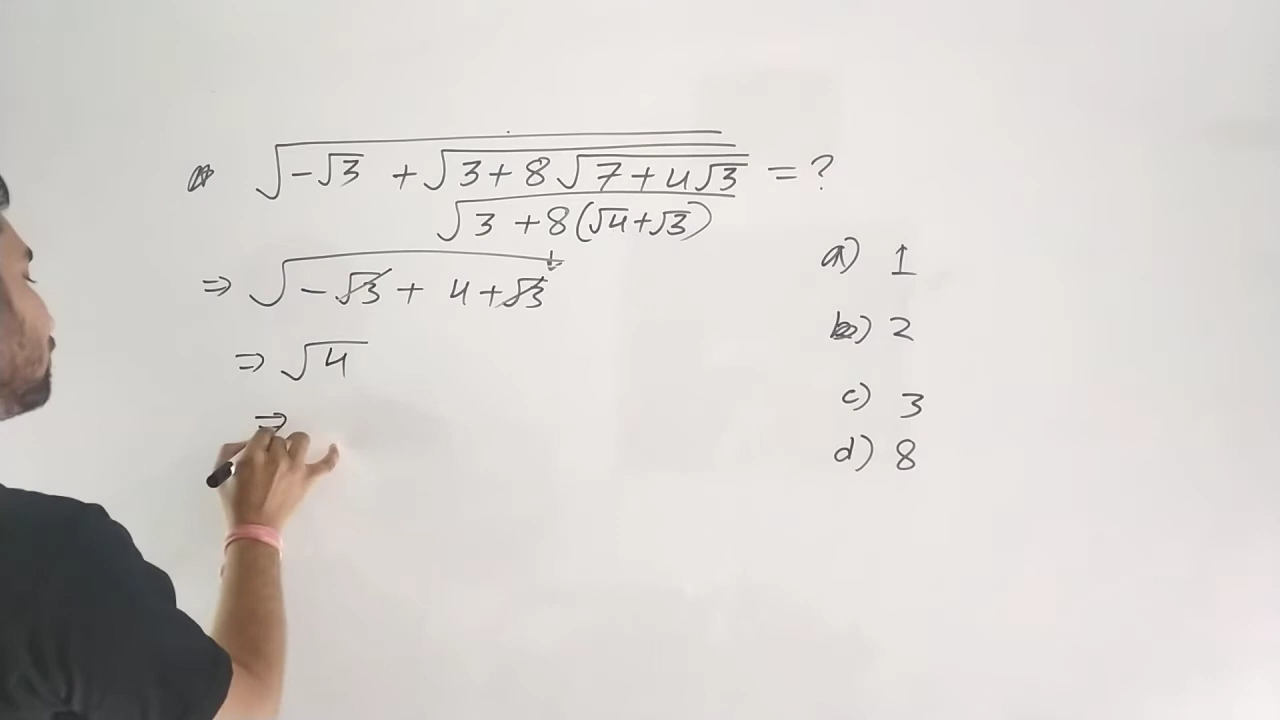 √(-√3 + √(3+8√(7+4√3))) = ?
√(3+8(√4+√3))
⇒ √(-√3 + 4+√3)
⇒ √4
⇒
a) 1
b) 2
c) 3
d) 8